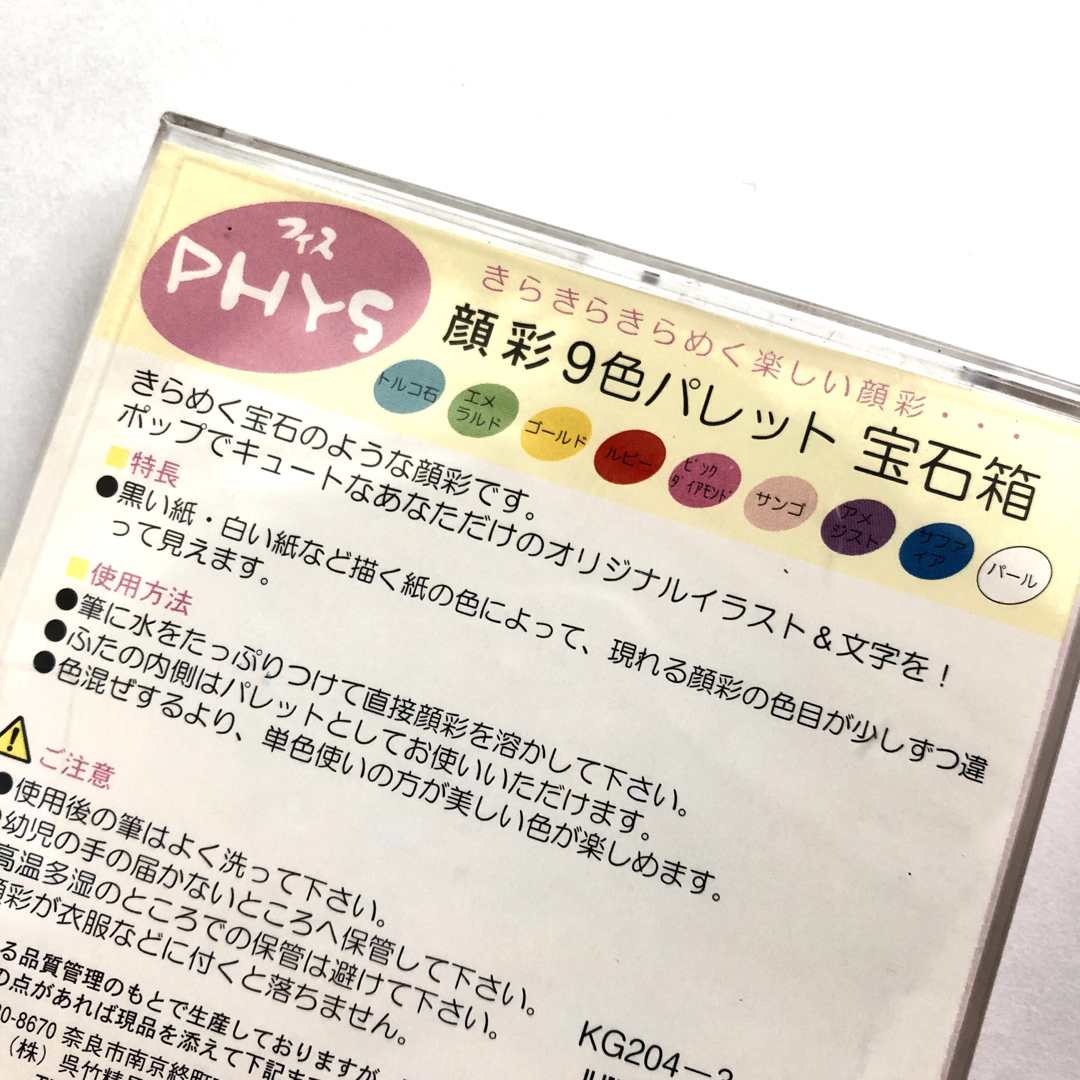 フィス
PHYS
きらきらきらめく楽しい顔彩・・・
顔彩9色パレット 宝石箱
トルコ石
エメ
ラルド
ゴールド
ルビー
ピンク
ダイアモンド
サンゴ
アメ
ジスト
サファ
イア
パール
きらめく宝石のような顔彩です。
ポップでキュートなあなただけのオリジナルイラスト&文字を！
■特長
●黒い紙・白い紙など描く紙の色によって、現れる顔彩の色目が少しずつ違
って見えます。
■使用方法
●筆に水をたっぷりつけて直接顔彩を溶かして下さい。
●ふたの内側はパレットとしてお使いいただけます。
●色混ぜするより、単色使いの方が美しい色が楽しめます。
ご注意
●使用後の筆はよく洗って下さい。
幼児の手の届かないところへ保管して下さい。
高温多湿のところでの保管は避けて下さい。
顔彩が衣服などに付くと落ちません。
る品質管理のもとで生産しておりますが、
の点があれば現品を添えて下記まで
30-8670 奈良市南京終町
（株）呉竹精
KG204-